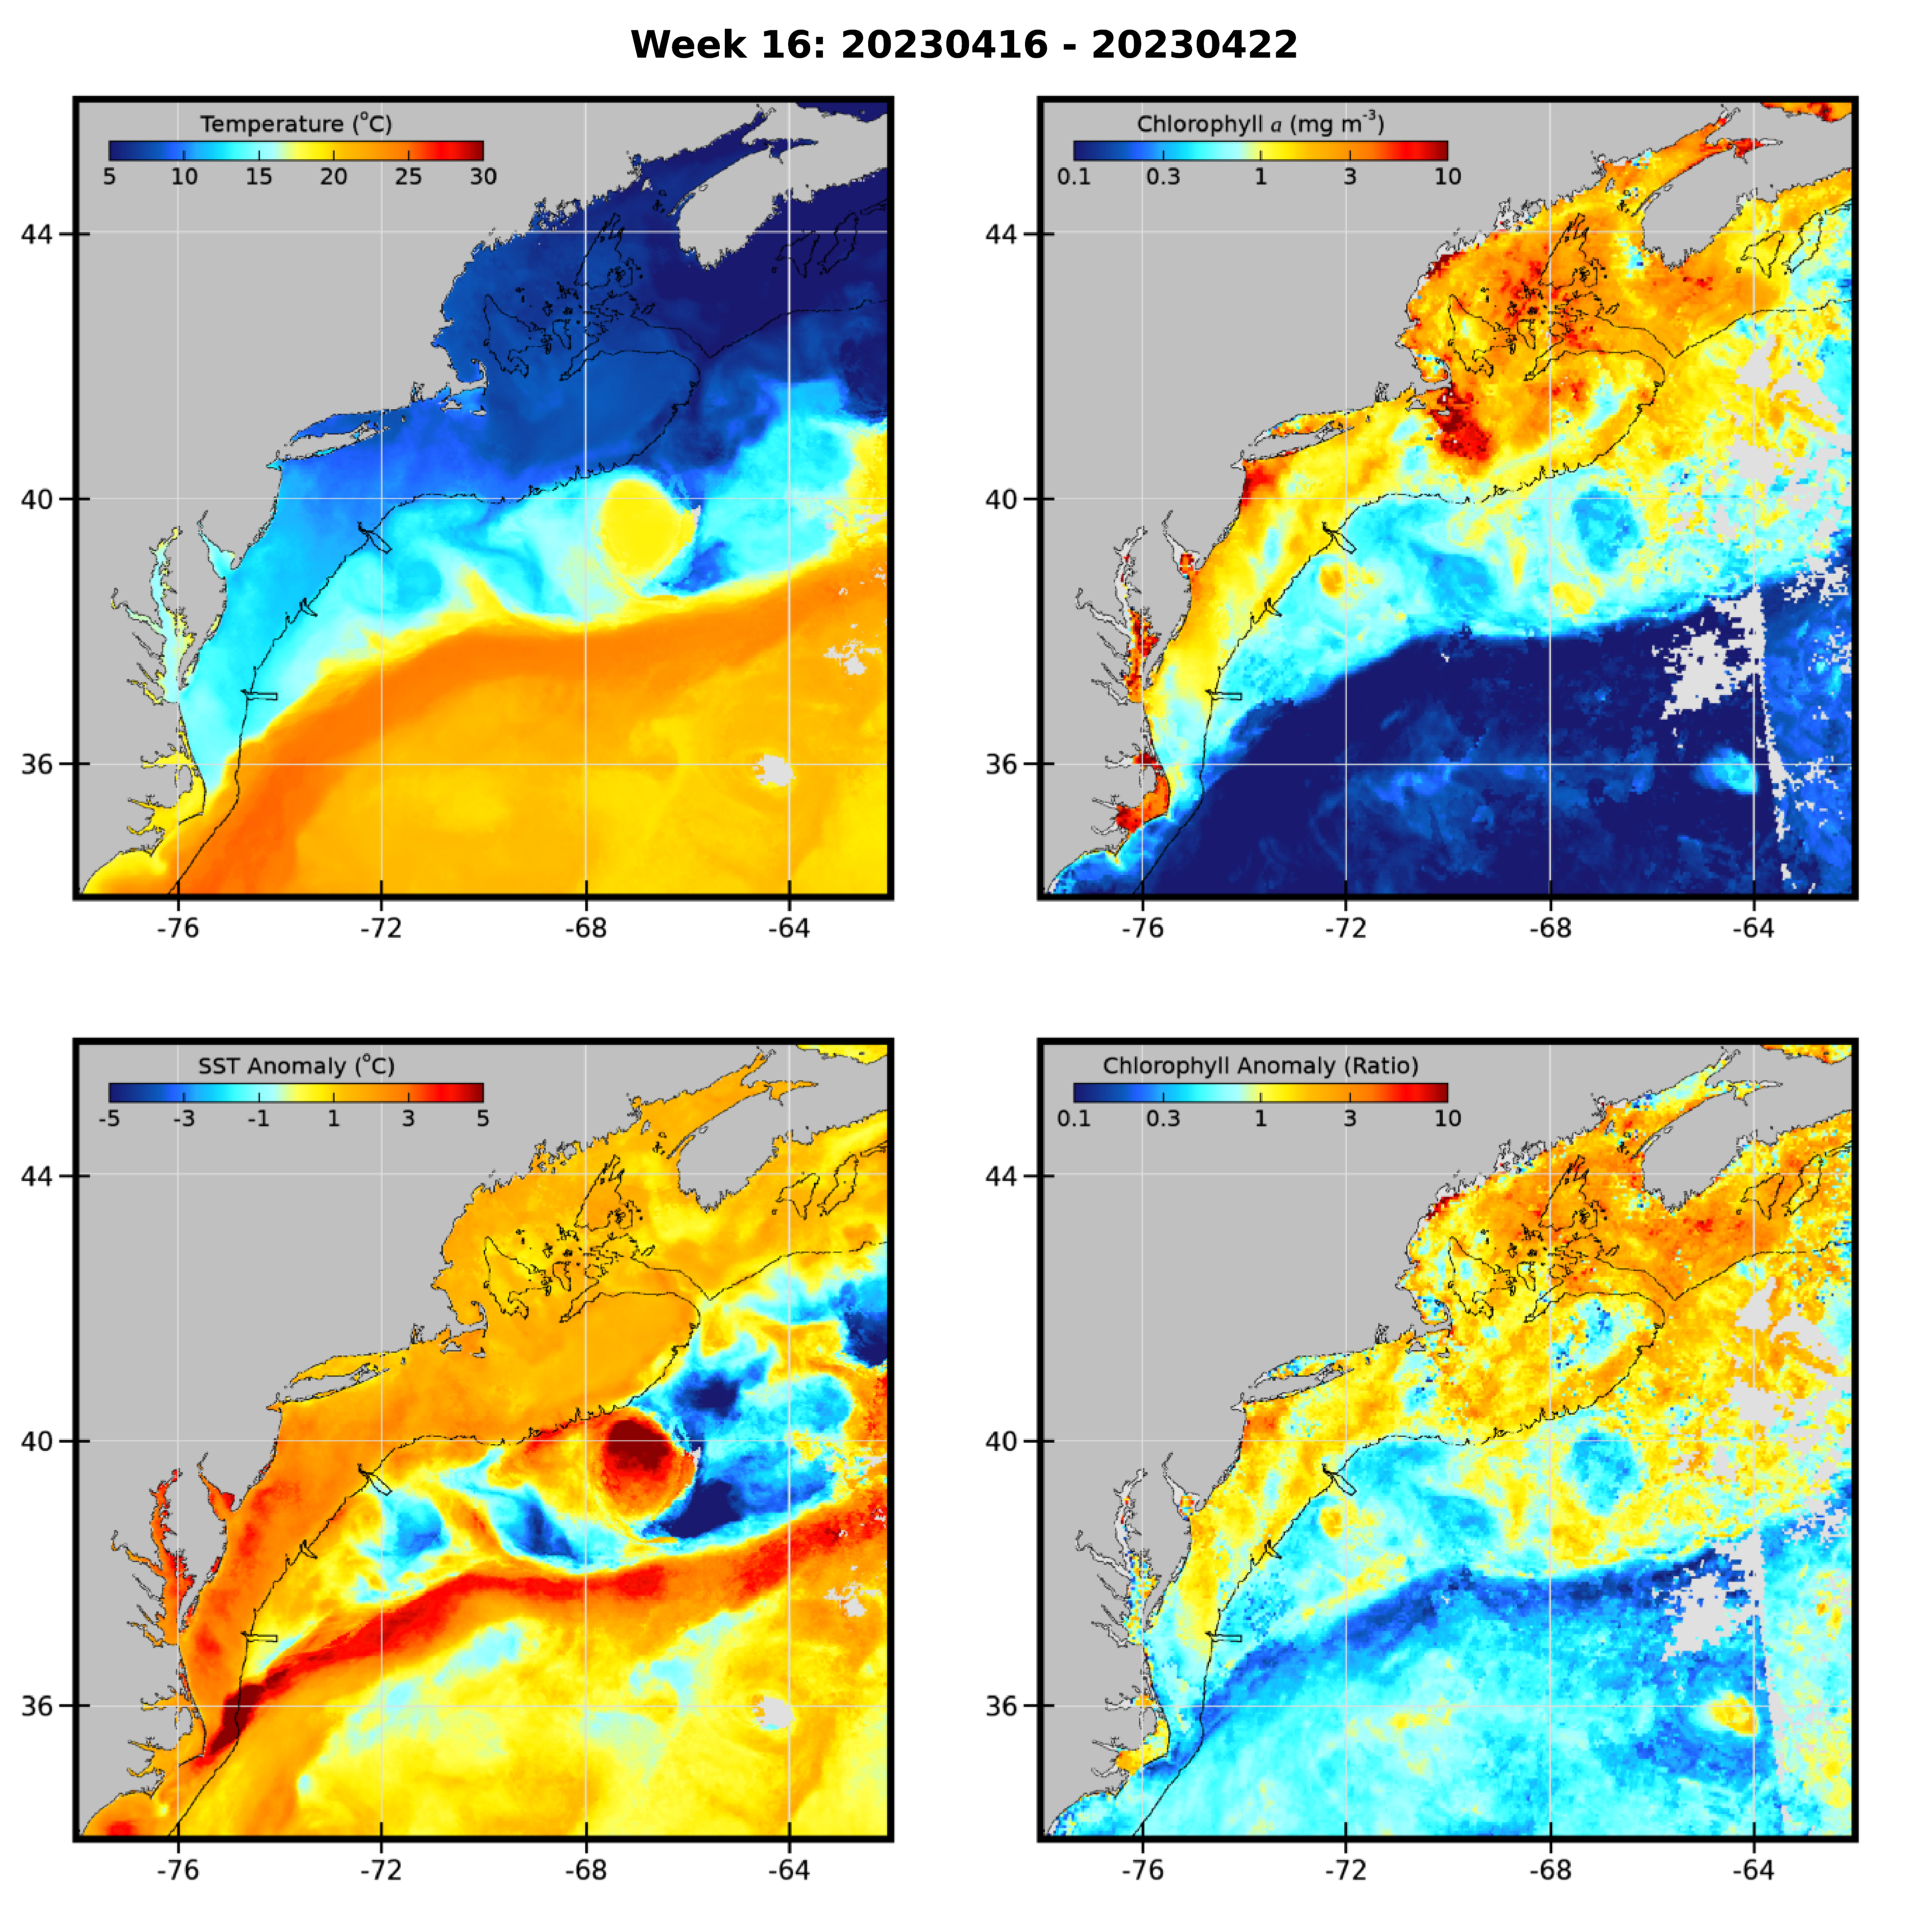 Week 16: 20230416 - 20230422
Temperature (°C)
5 10 15 20 25 30
44
40
36
-76 -72 -68 -64
Chlorophyll a (mg m⁻³)
0.1 0.3 1 3 10
44
40
36
-76 -72 -68 -64
SST Anomaly (°C)
-5 -3 -1 1 3 5
44
40
36
-76 -72 -68 -64
Chlorophyll Anomaly (Ratio)
0.1 0.3 1 3 10
44
40
36
-76 -72 -68 -64